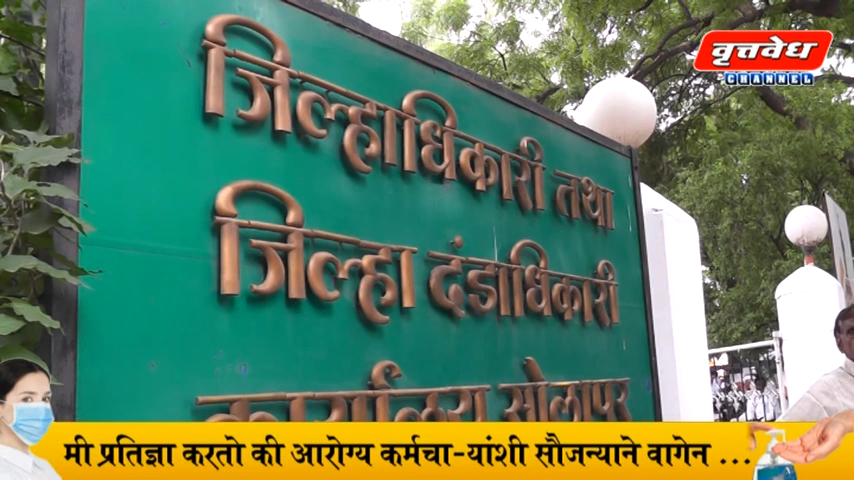 वृत्तवेध
CHANNEL
जिल्हाधिकारी तथा
जिल्हा दंडाधिकारी
कार्यालय सोलापूर
मी प्रतिज्ञा करतो की आरोग्य कर्मचा-यांशी सौजन्याने वागेन ...